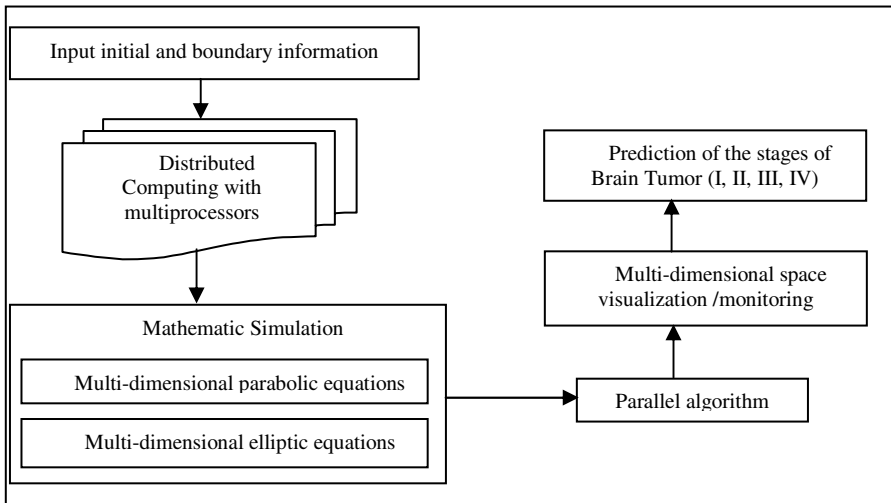 Input initial and boundary information
Distributed
Computing with
multiprocessors
Mathematic Simulation
Multi-dimensional parabolic equations
Multi-dimensional elliptic equations
Parallel algorithm
Multi-dimensional space
visualization /monitoring
Prediction of the stages of
Brain Tumor (I, II, III, IV)